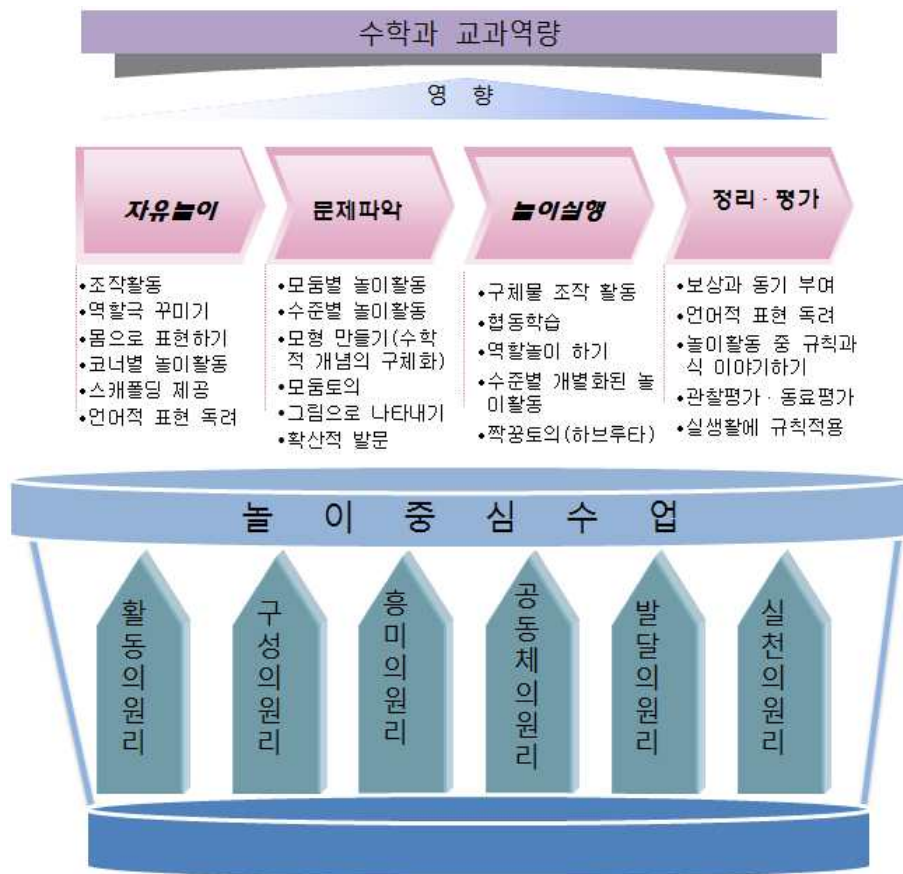 수학과 교과역량
영 향
자유놀이
•조작활동
•역할극 꾸미기
•몸으로 표현하기
•코너별 놀이활동
•스캐폴딩 제공
•언어적 표현 독려
문제파악
•모둠별 놀이활동
•수준별 놀이활동
•모형 만들기(수학
적 개념의 구체화)
•모둠토의
•그림으로 나타내기
•확산적 발문
놀이실행
•구체물 조작 활동
•협동학습
•역할놀이 하기
•수준별 개별화된 놀
이활동
•짝꿍토의(하브루타)
정리 · 평가
•보상과 동기 부여
•언어적 표현 독려
•놀이활동 중 규칙과
식 이야기하기
•관찰평가 · 동료평가
•실생활에 규칙적용
놀 이 중 심 수 업
활동의원리
구성의원리
흥미의원리
공동체의원리
발달의원리
실천의원리